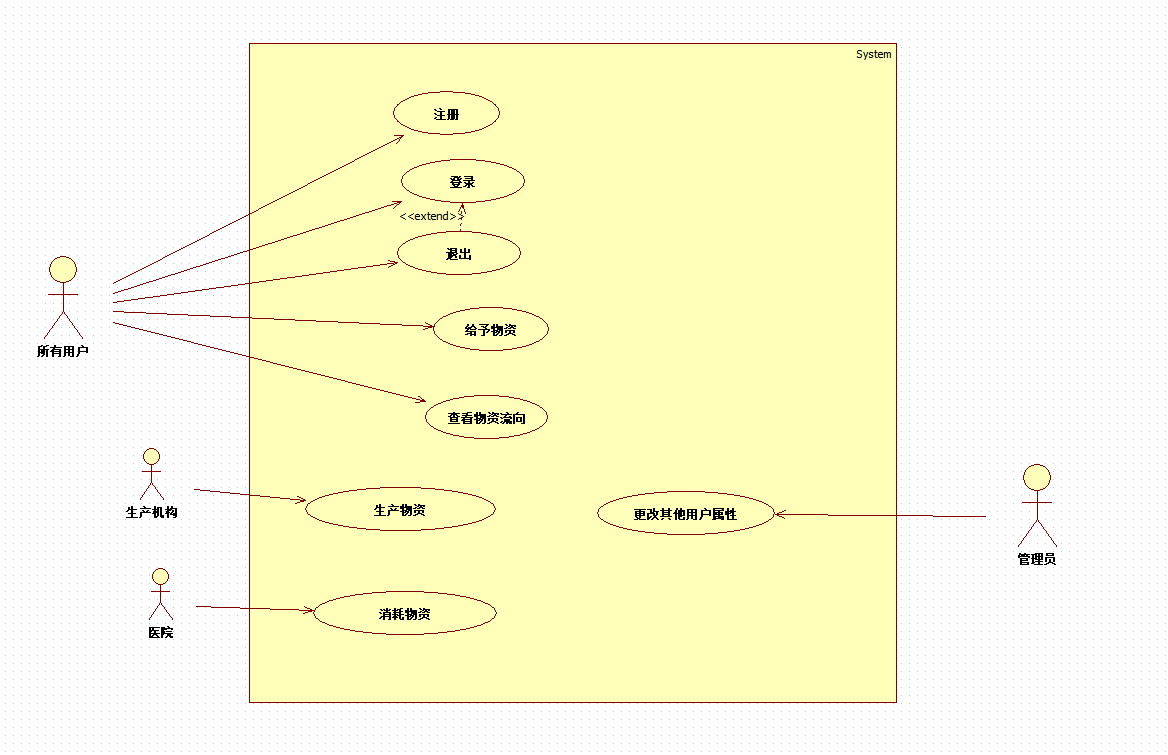 System
注册
登录
<<extend>>
退出
给予物资
所有用户
查看物资流向
生产机构
生产物资
更改其他用户属性
管理员
消耗物资
医院